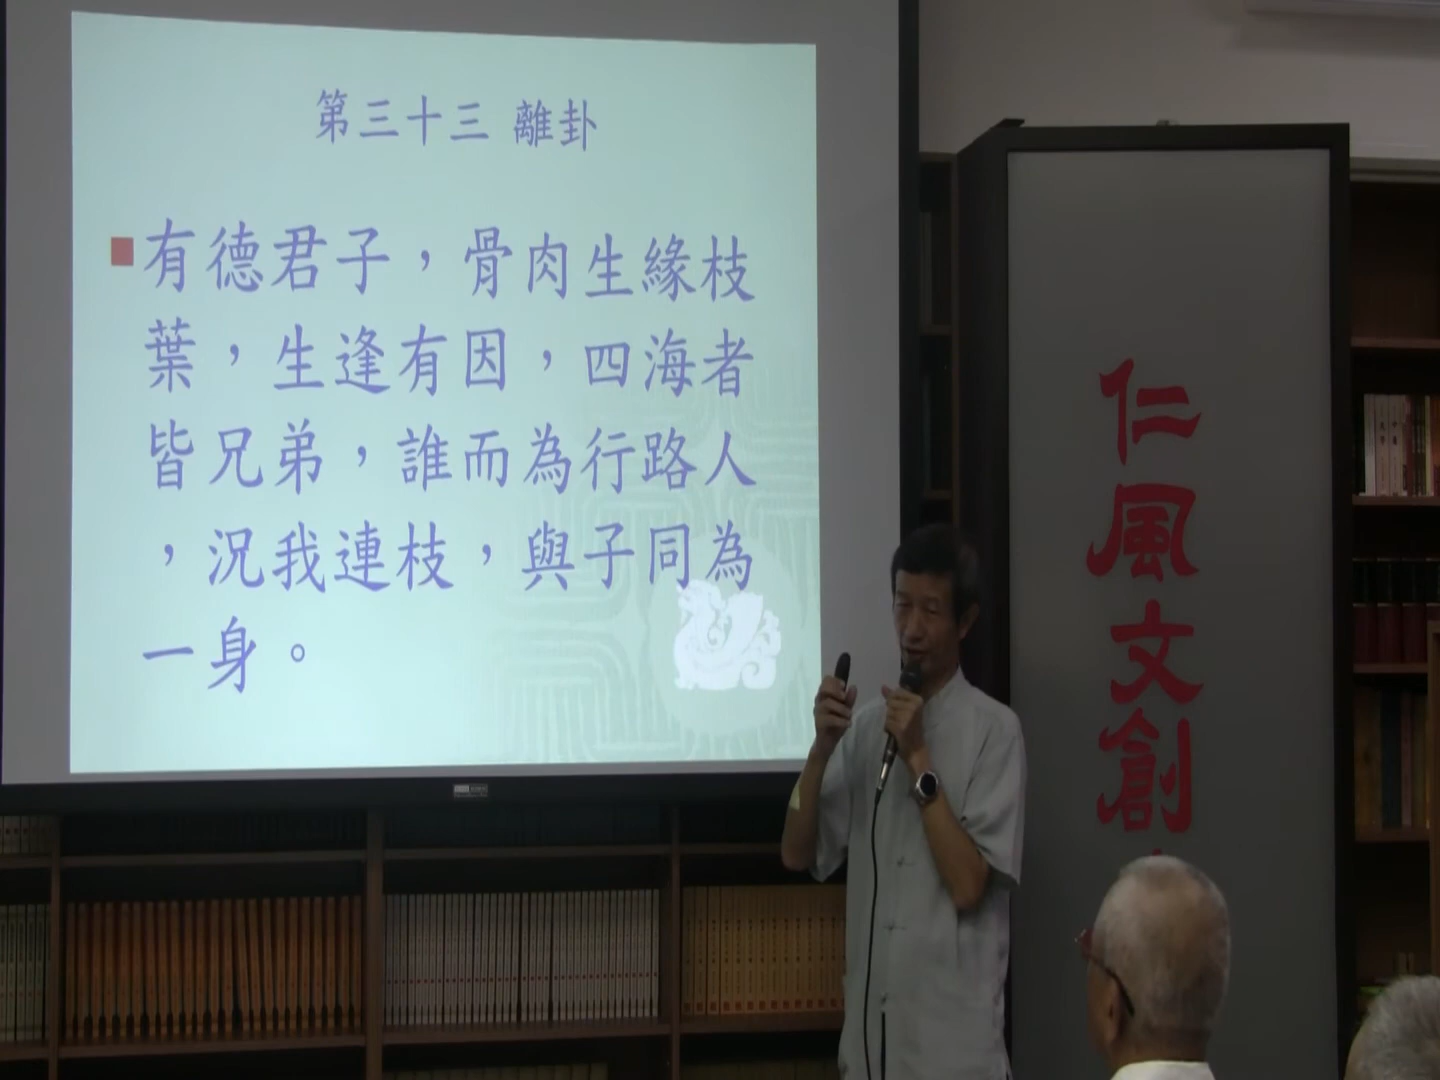 第三十三 離卦
有德君子，骨肉生緣枝
葉，生逢有因，四海者
皆兄弟，誰而為行路人
，況我連枝，與子同為
一身。
仁風文創